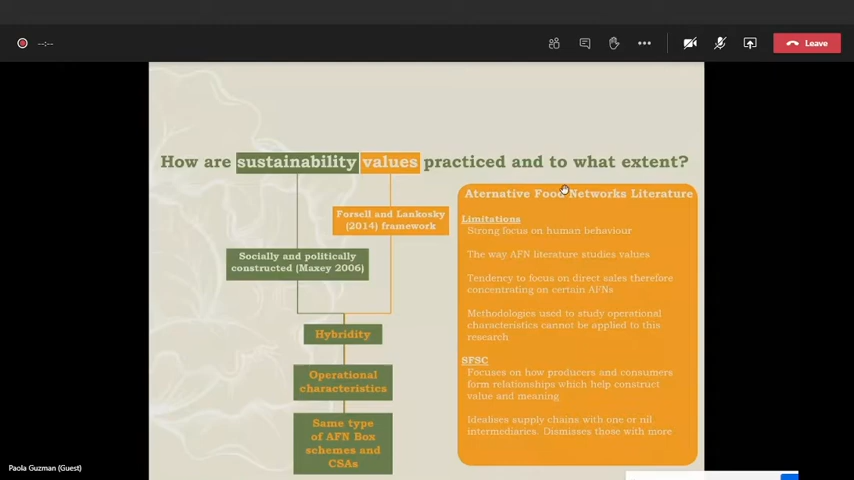 --:--
Leave
How are sustainability values practiced and to what extent?
Forsell and Lankosky
(2014) framework
Socially and politically
constructed (Maxey 2006)
Hybridity
Operational
characteristics
Same type
of AFN Box
schemes and
CSAs
Aternative Food Networks Literature
Limitations
Strong focus on human behaviour
The way AFN literature studies values
Tendency to focus on direct sales therefore
concentrating on certain AFNs
Methodologies used to study operational
characteristics cannot be applied to this
research
SFSC
Focuses on how producers and consumers
form relationships which help construct
value and meaning
Idealises supply chains with one or nil
intermediaries. Dismisses those with more
Paola Guzman (Guest)